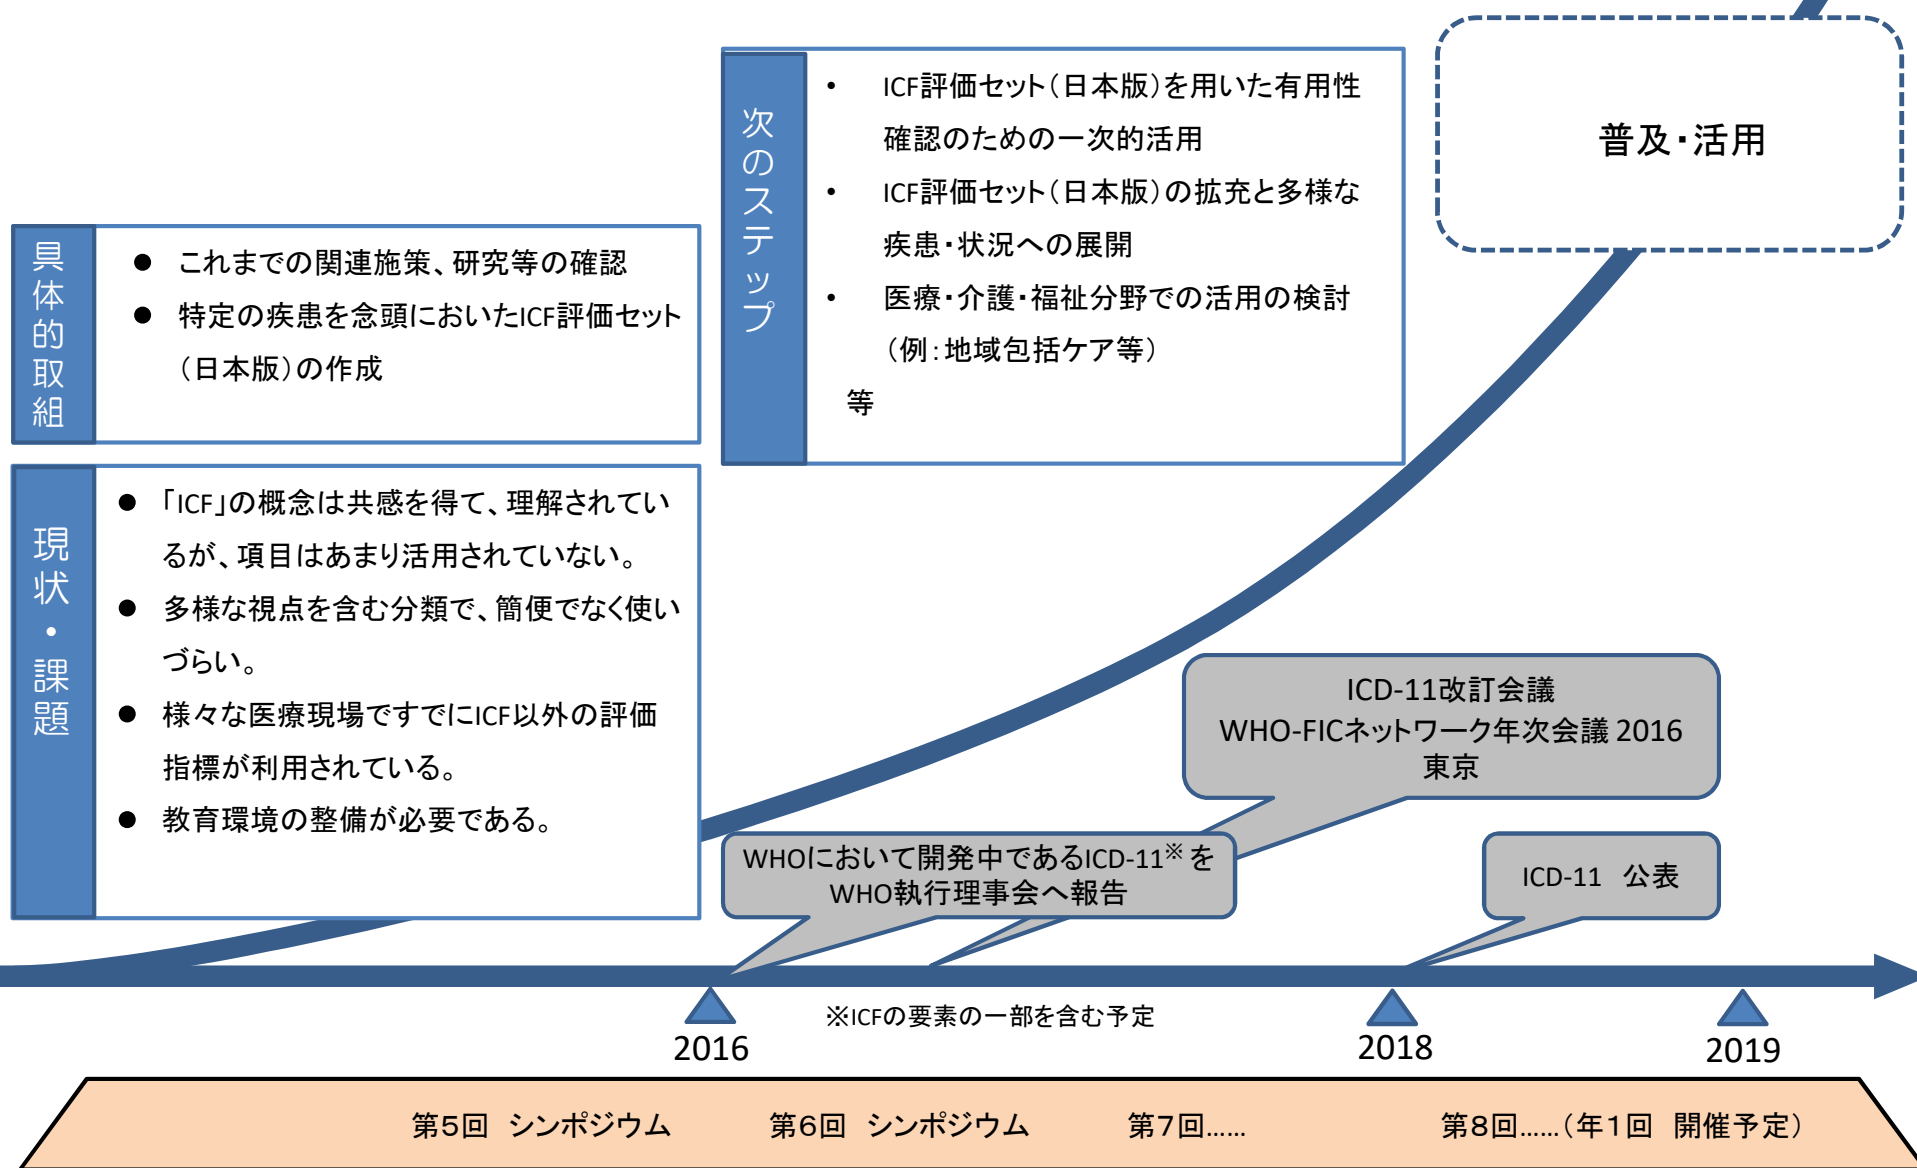 普及・活用
次のステップ
・ ICF評価セット（日本版）を用いた有用性
確認のための一次的活用
・ ICF評価セット（日本版）の拡充と多様な
疾患・状況への展開
・ 医療・介護・福祉分野での活用の検討
（例：地域包括ケア等）
等
具体的取組
● これまでの関連施策、研究等の確認
● 特定の疾患を念頭においたICF評価セット
（日本版）の作成
現状・課題
● 「ICF」の概念は共感を得て、理解されてい
るが、項目はあまり活用されていない。
● 多様な視点を含む分類で、簡便でなく使い
づらい。
● 様々な医療現場ですでにICF以外の評価
指標が利用されている。
● 教育環境の整備が必要である。
ICD-11改訂会議
WHO-FICネットワーク年次会議 2016
東京
WHOにおいて開発中であるICD-11※を
WHO執行理事会へ報告
ICD-11　公表
※ICFの要素の一部を含む予定
2016
2018
2019
第５回　シンポジウム　第６回　シンポジウム　第７回……　第８回……（年１回　開催予定）